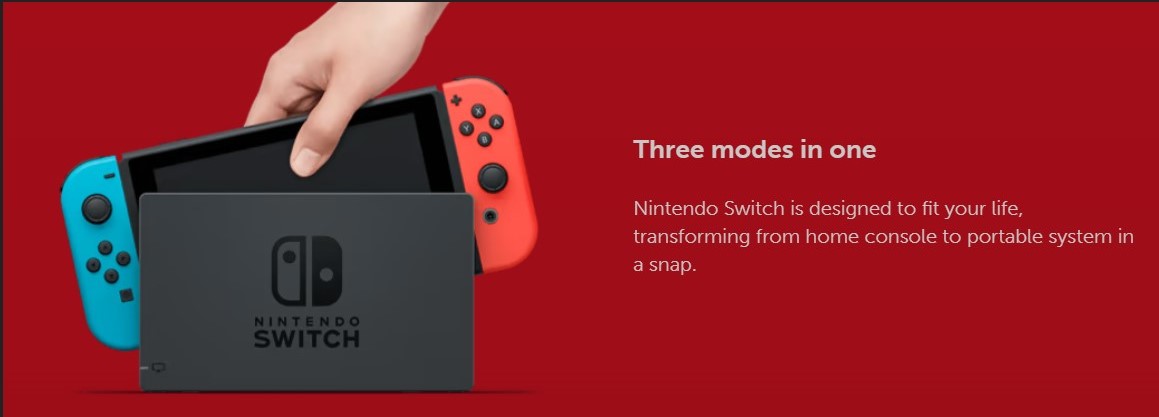 X
Y
A
B
NINTENDO
SWITCH
Three modes in one
Nintendo Switch is designed to fit your life,
transforming from home console to portable system in
a snap.